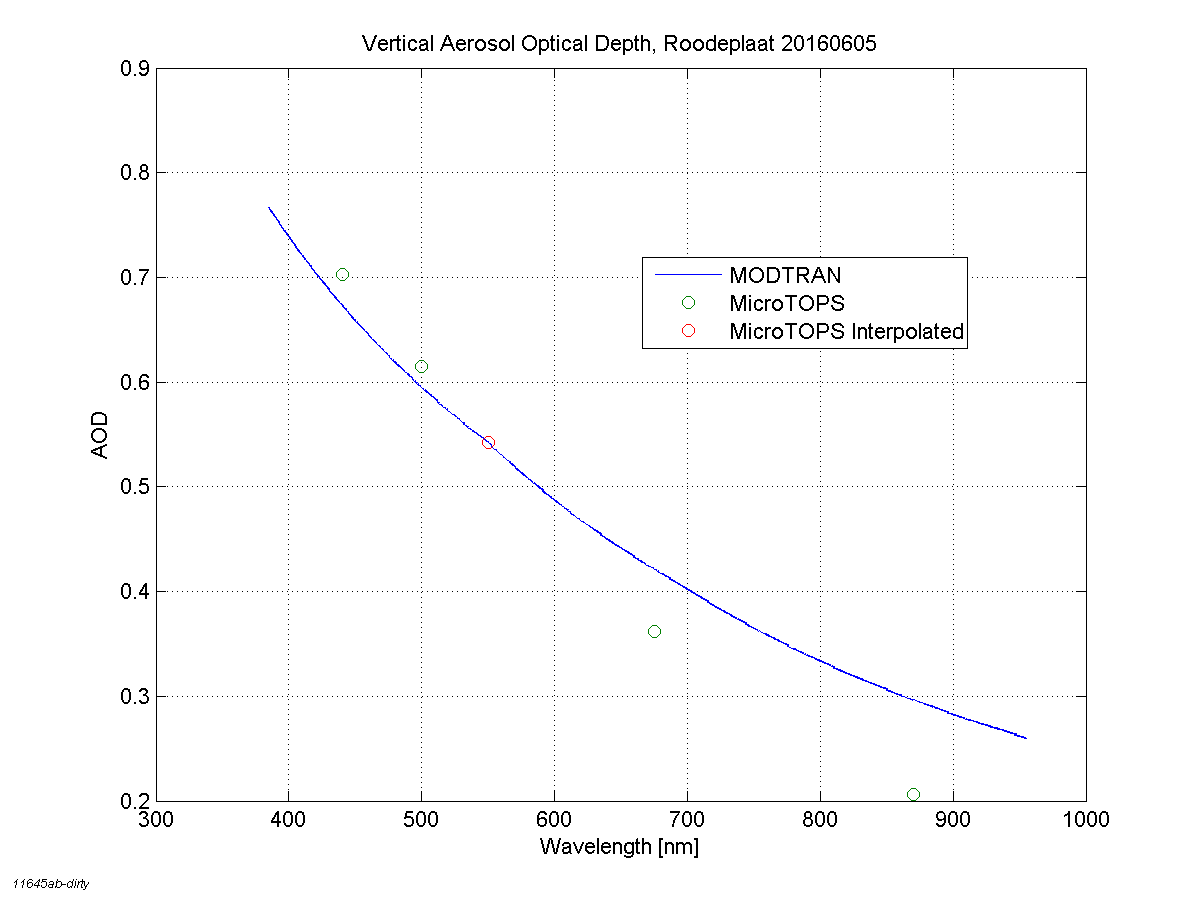 Vertical Aerosol Optical Depth, Roodeplaat 20160605
0.9
0.8
0.7
0.6
0.5
0.4
0.3
0.2
AOD
MODTRAN
MicroTOPS
MicroTOPS Interpolated
300 400 500 600 700 800 900 1000
Wavelength [nm]
11645ab-dirty